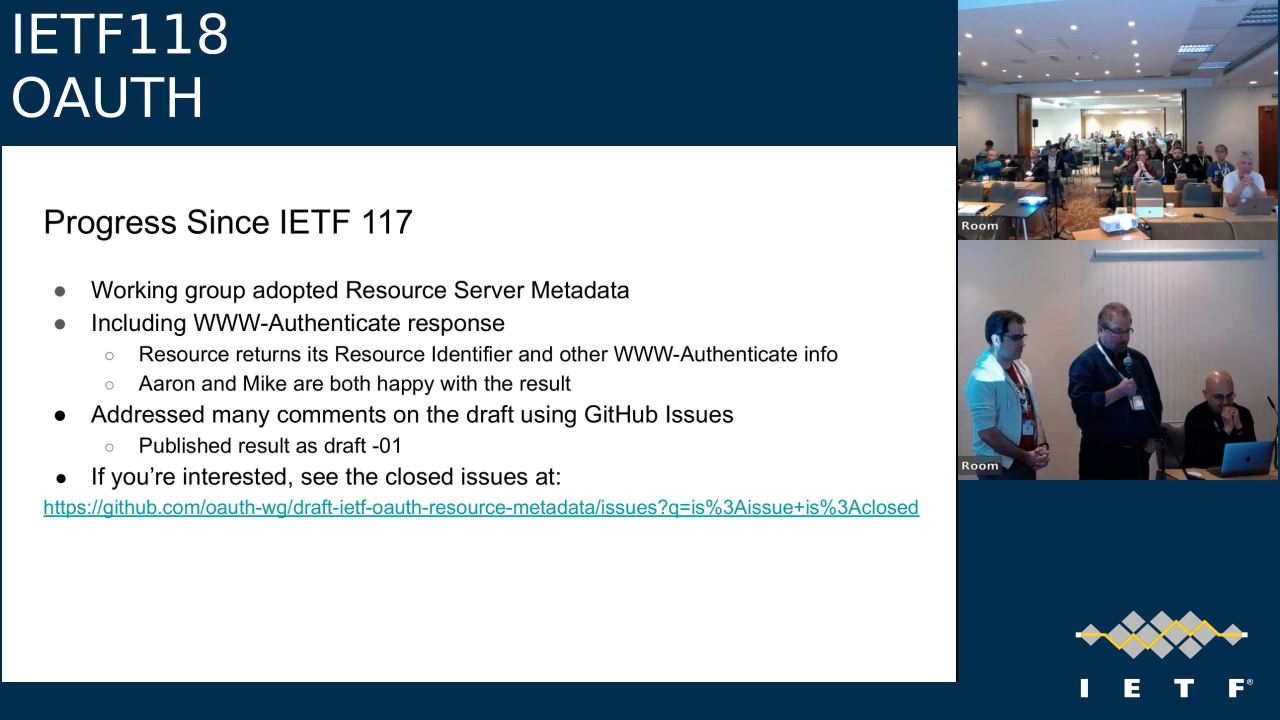 IETF118
OAUTH
Progress Since IETF 117
● Working group adopted Resource Server Metadata
● Including WWW-Authenticate response
○ Resource returns its Resource Identifier and other WWW-Authenticate info
○ Aaron and Mike are both happy with the result
● Addressed many comments on the draft using GitHub Issues
○ Published result as draft -01
● If you’re interested, see the closed issues at:
https://github.com/oauth-wg/draft-ietf-oauth-resource-metadata/issues?q=is%3Aissue+is%3Aclosed
Room
Room
I E T F®